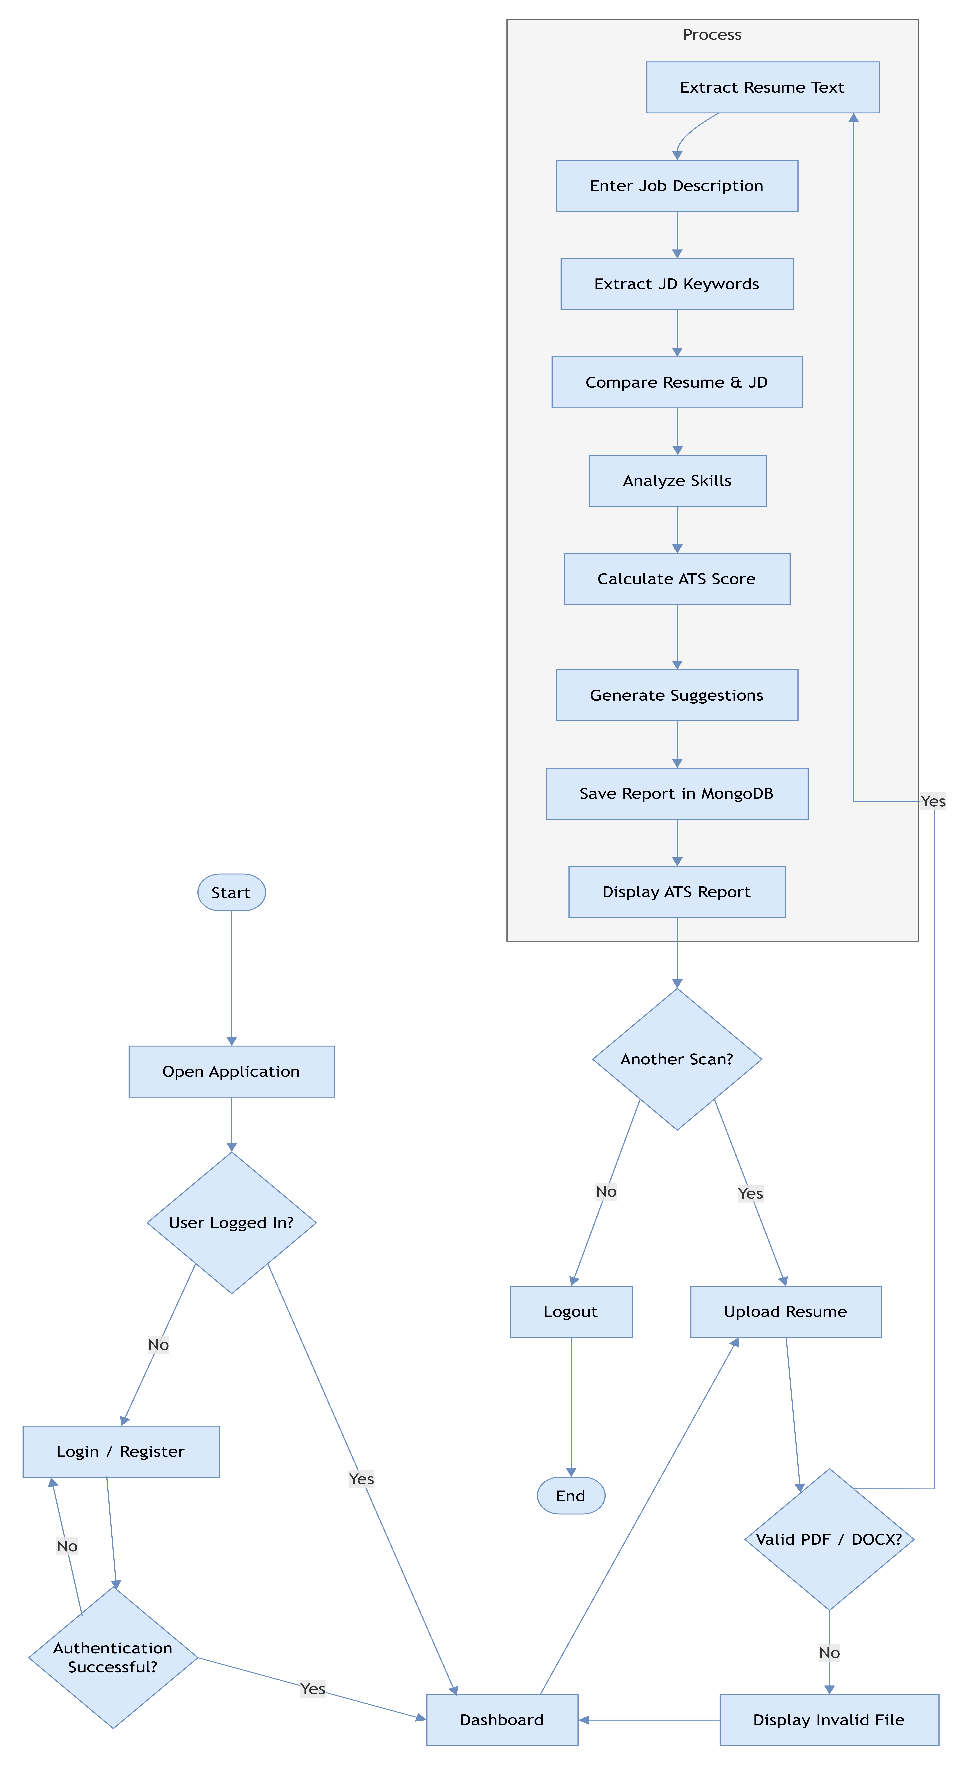 Process
Extract Resume Text
Enter Job Description
Extract JD Keywords
Compare Resume & JD
Analyze Skills
Calculate ATS Score
Generate Suggestions
Save Report in MongoDB
Yes
Display ATS Report
Start
Another Scan?
Open Application
No
Yes
User Logged In?
Logout
Upload Resume
No
Login / Register
Yes
End
Valid PDF / DOCX?
No
Authentication
Successful?
No
Yes
Dashboard
Display Invalid File